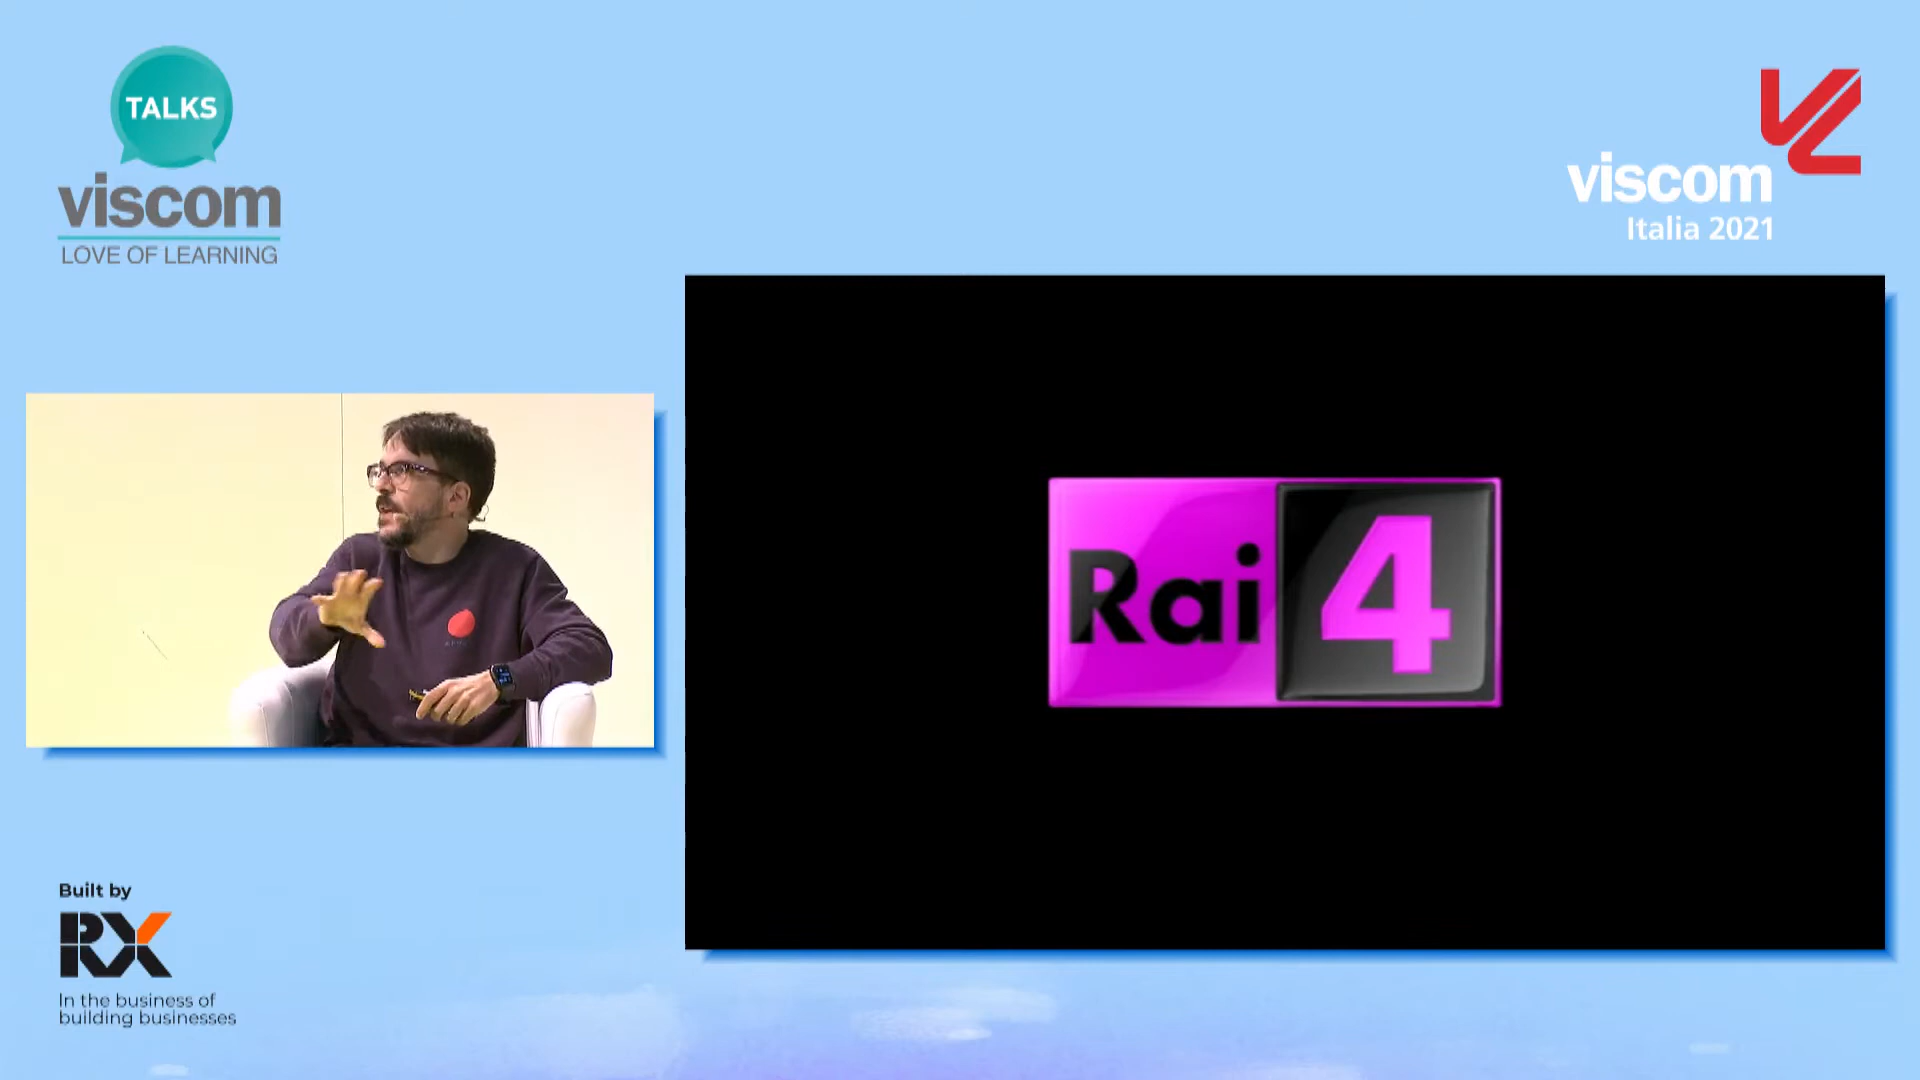 TALKS
viscom
LOVE OF LEARNING
viscom
Italia 2021
Rai 4
Built by
RX
In the business of
building businesses